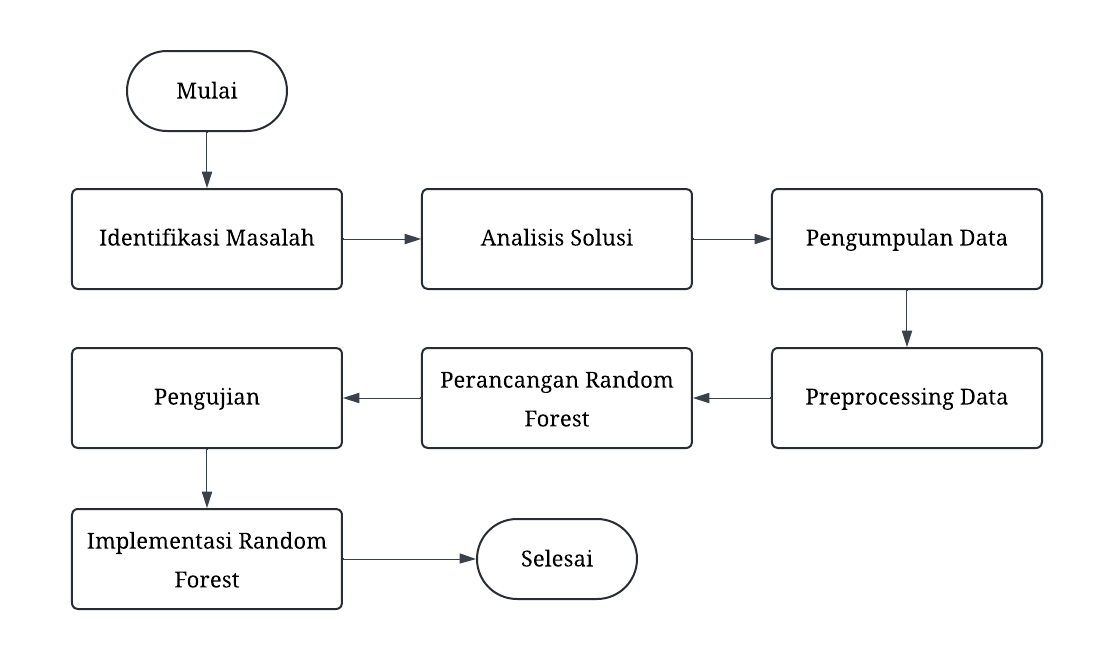 Mulai
Identifikasi Masalah
Analisis Solusi
Pengumpulan Data
Preprocessing Data
Perancangan Random
Forest
Pengujian
Implementasi Random
Forest
Selesai